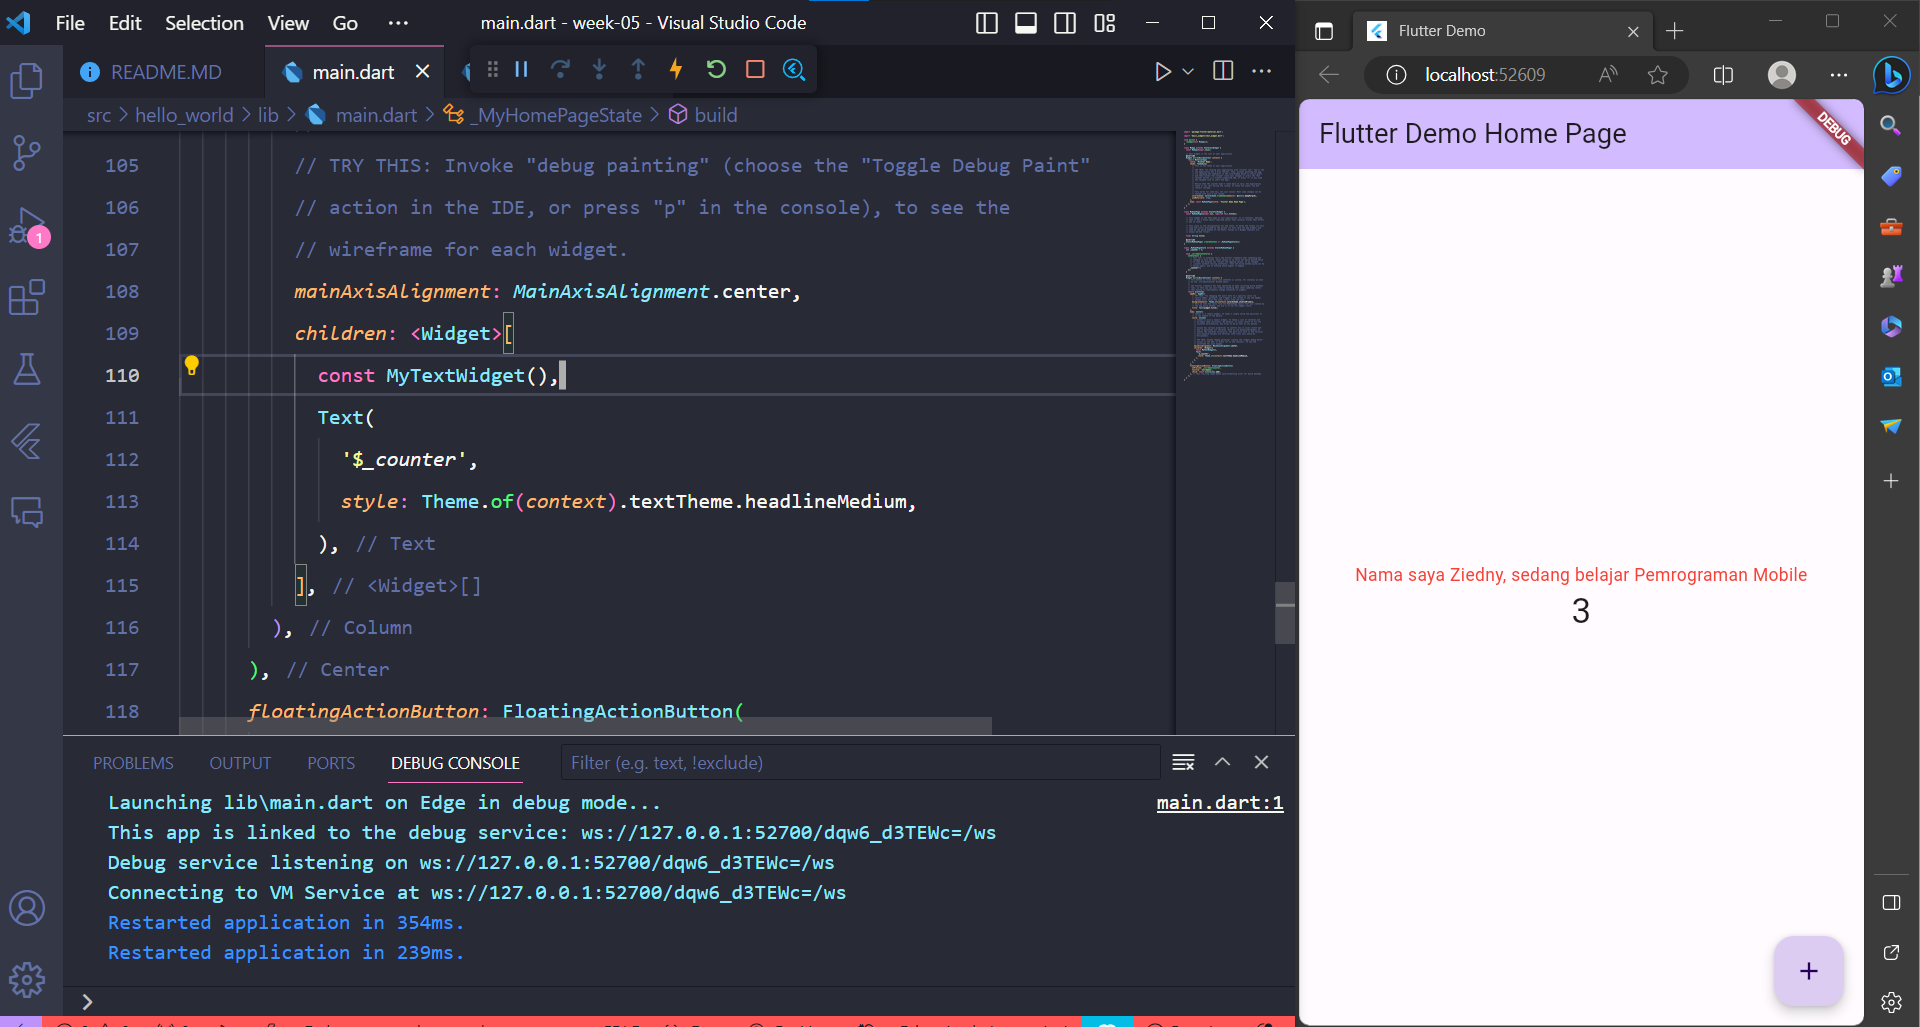 File Edit Selection View Go ··· main.dart - week-05 - Visual Studio Code
README.MD main.dart
src > hello_world > lib > main.dart > _MyHomePageState > build
105 // TRY THIS: Invoke "debug painting" (choose the "Toggle Debug Paint"
106 // action in the IDE, or press "p" in the console), to see the
107 // wireframe for each widget.
108 mainAxisAlignment: MainAxisAlignment.center,
109 children: <Widget>[
110 const MyTextWidget(),
111 Text(
112 '$_counter',
113 style: Theme.of(context).textTheme.headlineMedium,
114 ), // Text
115 ], // <Widget>[]
116 ), // Column
117 ), // Center
118 floatingActionButton: FloatingActionButton(
1
PROBLEMS OUTPUT PORTS DEBUG CONSOLE Filter (e.g. text, !exclude)
Launching lib\main.dart on Edge in debug mode... main.dart:1
This app is linked to the debug service: ws://127.0.0.1:52700/dqw6_d3TEWc=/ws
Debug service listening on ws://127.0.0.1:52700/dqw6_d3TEWc=/ws
Connecting to VM Service at ws://127.0.0.1:52700/dqw6_d3TEWc=/ws
Restarted application in 354ms.
Restarted application in 239ms.
>
Flutter Demo
localhost:52609
Flutter Demo Home Page
DEBUG
Nama saya Ziedny, sedang belajar Pemrograman Mobile
3
+